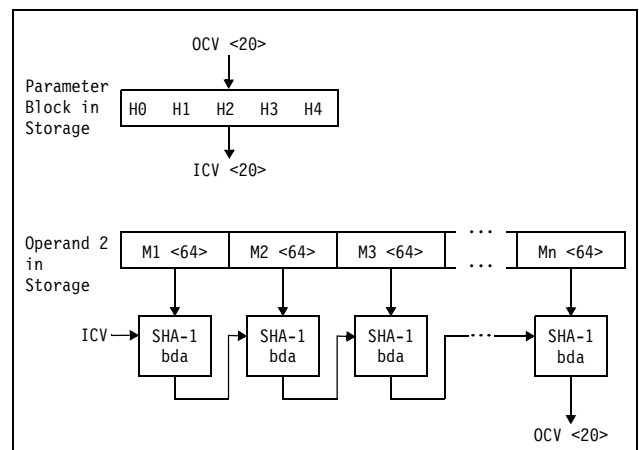 OCV <20>
Parameter
Block in
Storage
H0 H1 H2 H3 H4
ICV <20>
Operand 2
in
Storage
M1 <64> M2 <64> M3 <64> ... ... Mn <64>
ICV
SHA-1
bda
SHA-1
bda
SHA-1
bda
...
SHA-1
bda
OCV <20>